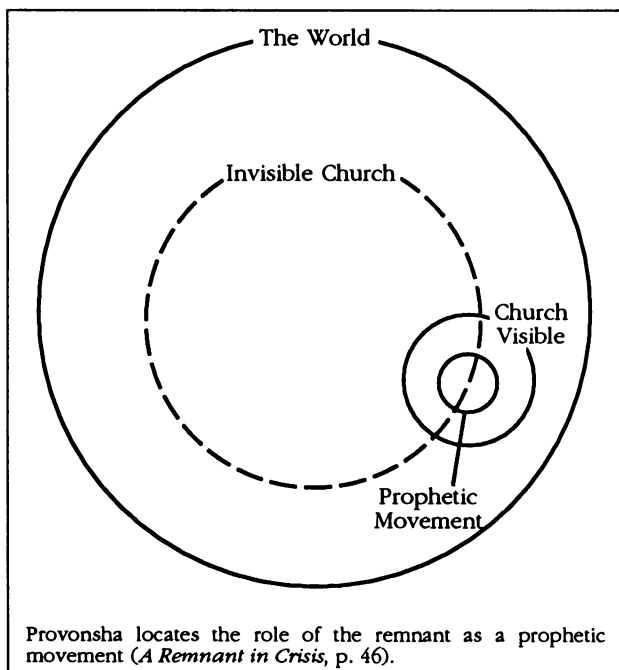 The World
Invisible Church
Church
Visible
Prophetic
Movement
Provonsha locates the role of the remnant as a prophetic
movement (A Remnant in Crisis, p. 46).